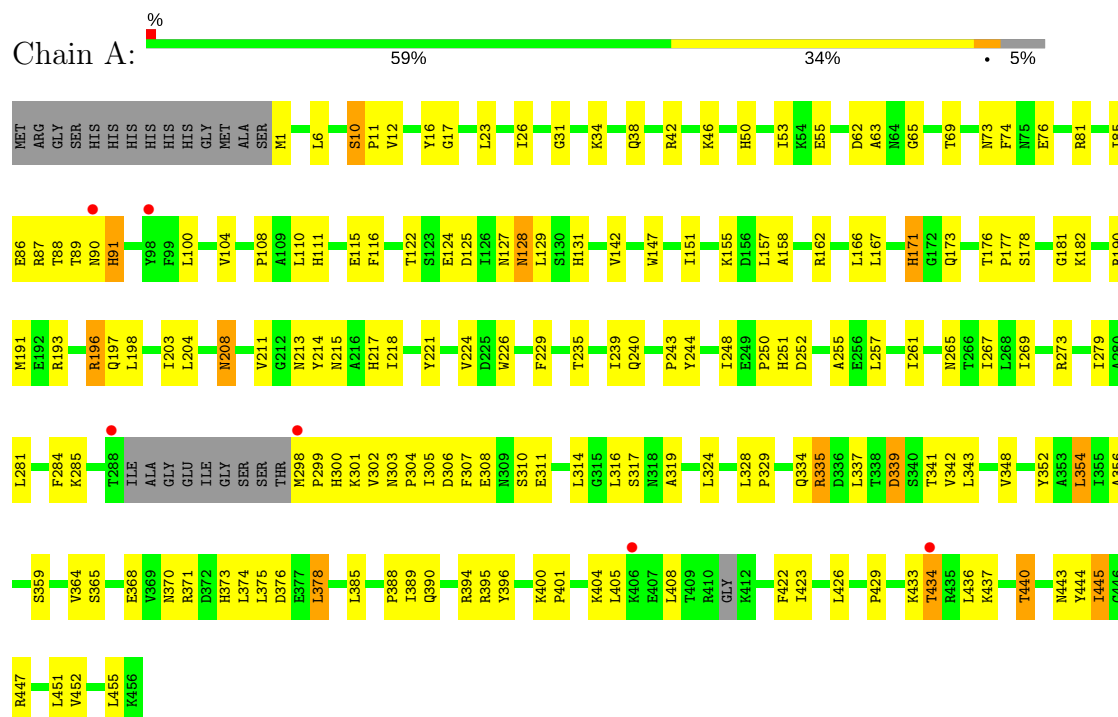 %
Chain A:
59% 34% • 5%
MET ARG GLY SER HIS HIS HIS HIS HIS HIS GLY MET ALA SER M1 L6 S10 P11 V12 Y16 G17 L23 I26 G31 K34 Q38 R42 K46 H50 I53 K54 E55 D62 A63 N64 G65 T69 N73 F74 N75 E76 R81 I85
E86 R87 T88 T89 N90 H91 Y98 F99 L100 V104 P108 A109 L110 H111 E115 F116 T122 S123 E124 D125 I126 N127 N128 L129 S130 H131 V142 W147 I151 K155 D156 L157 A158 R162 L166 L167 H171 G172 Q173 T176 P177 S178 G181 K182 R190
M191 E192 R193 R196 Q197 L198 I203 L204 N208 V211 G212 N213 Y214 N215 A216 H217 I218 Y221 V224 D225 W226 F229 T235 I239 Q240 P243 Y244 I248 E249 P250 H251 D252 A255 E256 L257 I261 N265 T266 I267 L268 I269 R273 I279 A280
L281 F284 K285 T288 ILE ALA GLY GLU ILE GLY SER SER THR M298 P299 H300 K301 V302 N303 P304 I305 D306 F307 E308 N309 S310 E311 L314 G315 L316 S317 N318 A319 L324 L328 P329 Q334 R335 D336 L337 T338 D339 S340 T341 V342 L343 V348 Y352 A353 L354 I355 A356
S359 V364 S365 E368 V369 N370 R371 D372 H373 L374 L375 D376 E377 L378 L385 P388 I389 Q390 R394 R395 Y396 K400 P401 K404 L405 K406 E407 L408 T409 R410 GLY K412 F422 I423 L426 P429 K433 T434 R435 L436 K437 T440 N443 Y444 I445 C446
R447 L451 V452 L455 K456